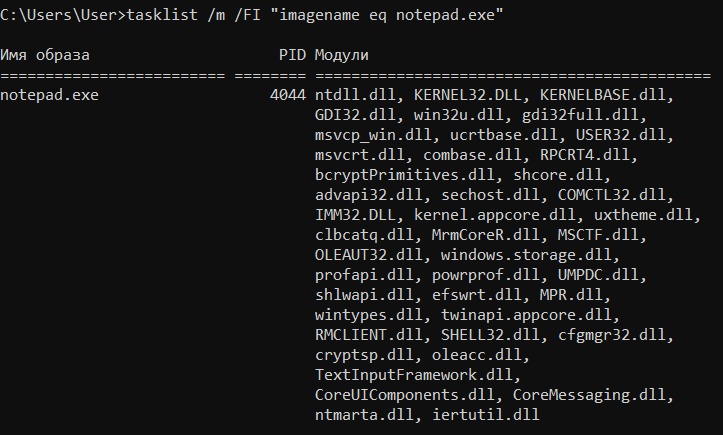 C:\Users\User>tasklist /m /FI "imagename eq notepad.exe"
Имя образа                     PID Модули
========================= ======== ============================================
notepad.exe                   4044 ntdll.dll, KERNEL32.DLL, KERNELBASE.dll,
                                   GDI32.dll, win32u.dll, gdi32full.dll,
                                   msvcp_win.dll, ucrtbase.dll, USER32.dll,
                                   msvcrt.dll, combase.dll, RPCRT4.dll,
                                   bcryptPrimitives.dll, shcore.dll,
                                   advapi32.dll, sechost.dll, COMCTL32.dll,
                                   IMM32.DLL, kernel.appcore.dll, uxtheme.dll,
                                   clbcatq.dll, MrmCoreR.dll, MSCTF.dll,
                                   OLEAUT32.dll, windows.storage.dll,
                                   profapi.dll, powrprof.dll, UMPDC.dll,
                                   shlwapi.dll, efswrt.dll, MPR.dll,
                                   wintypes.dll, twinapi.appcore.dll,
                                   RMCLIENT.dll, SHELL32.dll, cfgmgr32.dll,
                                   cryptsp.dll, oleacc.dll,
                                   TextInputFramework.dll,
                                   CoreUIComponents.dll, CoreMessaging.dll,
                                   ntmarta.dll, iertutil.dll